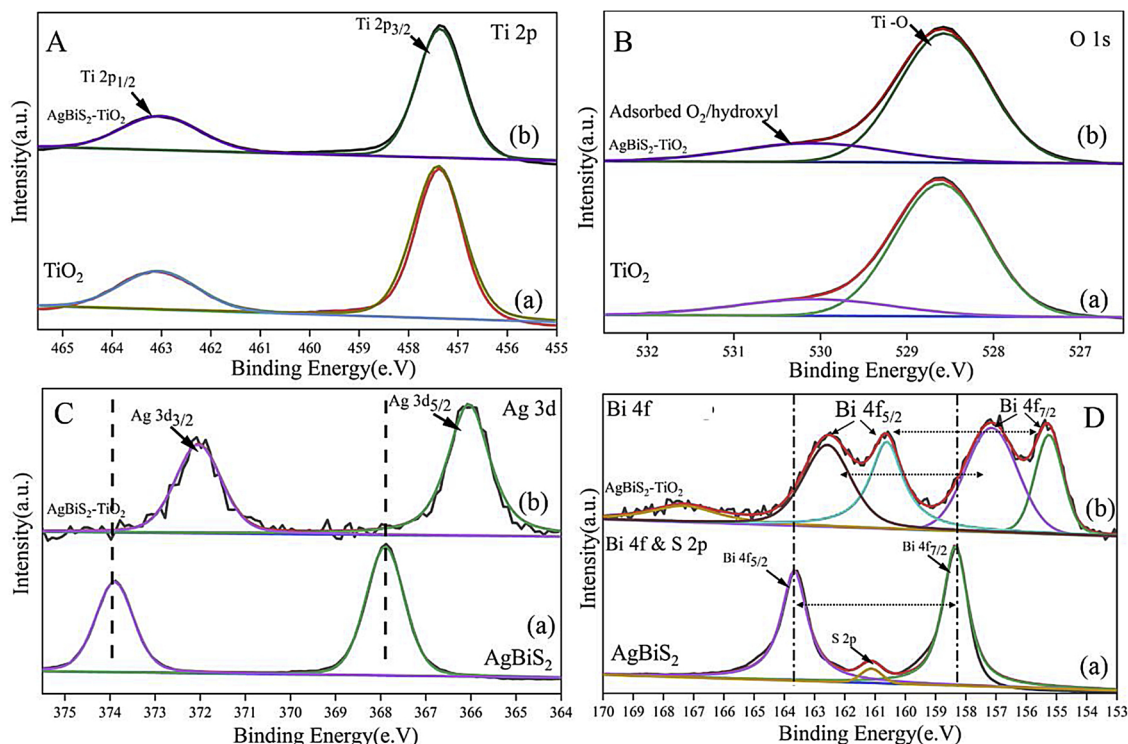 A
Ti 2p₃/₂
Ti 2p
Ti 2p₁/₂
AgBiS₂-TiO₂
(b)
TiO₂
(a)
Intensity(a.u.)
465 464 463 462 461 460 459 458 457 456 455
Binding Energy(e.V)
B
Ti -O
O 1s
Adsorbed O₂/hydroxyl
AgBiS₂-TiO₂
(b)
TiO₂
(a)
Intensity(a.u.)
532 531 530 529 528 527
Binding Energy(e.V)
C
Ag 3d₃/₂
Ag 3d₅/₂
Ag 3d
AgBiS₂-TiO₂
(b)
(a)
AgBiS₂
Intensity(a.u.)
375 374 373 372 371 370 369 368 367 366 365 364
Binding Energy(e.V)
Bi 4f
Bi 4f₅/₂
Bi 4f₇/₂
D
AgBiS₂-TiO₂
(b)
Bi 4f & S 2p
Bi 4f₅/₂
Bi 4f₇/₂
S 2p
AgBiS₂
(a)
Intensity(a.u.)
170 169 168 167 166 165 164 163 162 161 160 159 158 157 156 155 154 153
Binding Energy(e.V)